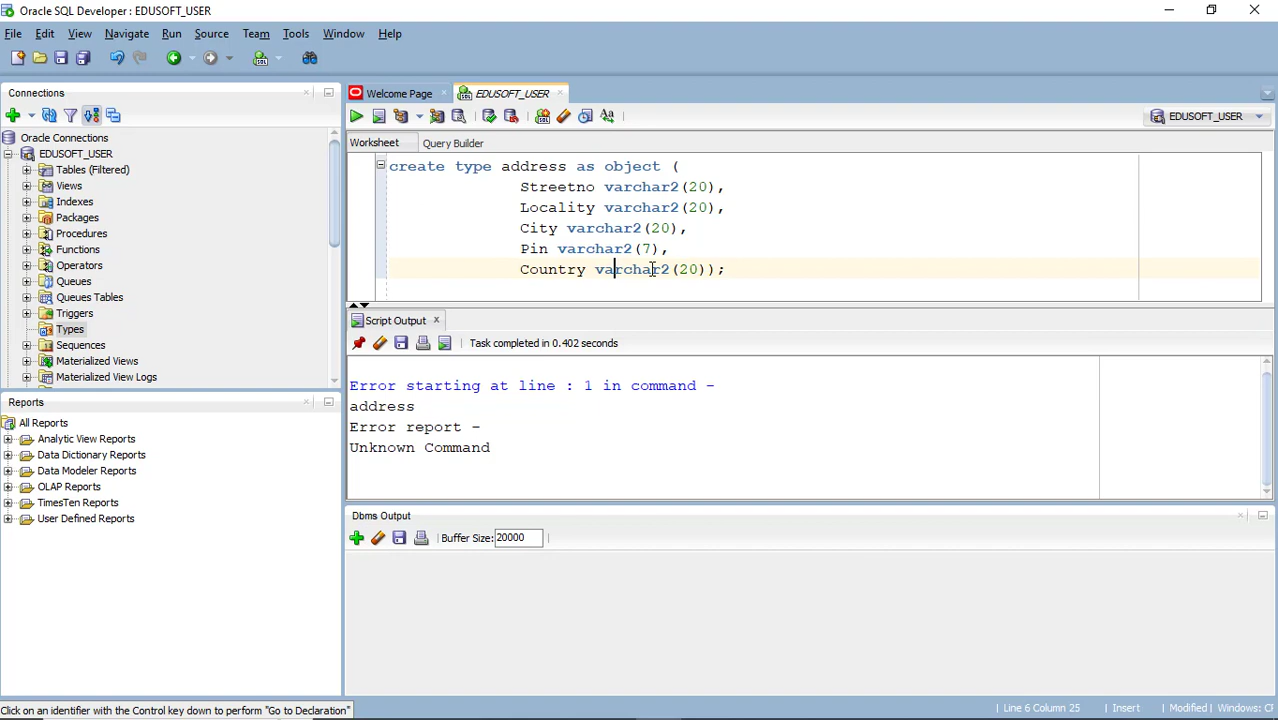 Oracle SQL Developer : EDUSOFT_USER
File Edit View Navigate Run Source Team Tools Window Help
Connections
Oracle Connections
EDUSOFT_USER
Tables (Filtered)
Views
Indexes
Packages
Procedures
Functions
Operators
Queues
Queues Tables
Triggers
Types
Sequences
Materialized Views
Materialized View Logs
Reports
All Reports
Analytic View Reports
Data Dictionary Reports
Data Modeler Reports
OLAP Reports
TimesTen Reports
User Defined Reports
Welcome Page EDUSOFT_USER
EDUSOFT_USER
Worksheet Query Builder
create type address as object (
Streetno varchar2(20),
Locality varchar2(20),
City varchar2(20),
Pin varchar2(7),
Country varchar2(20));
Script Output
Task completed in 0.402 seconds
Error starting at line : 1 in command -
address
Error report -
Unknown Command
Dbms Output
Buffer Size: 20000
Click on an identifier with the Control key down to perform "Go to Declaration"
Line 6 Column 25 Insert Modified Windows: CF